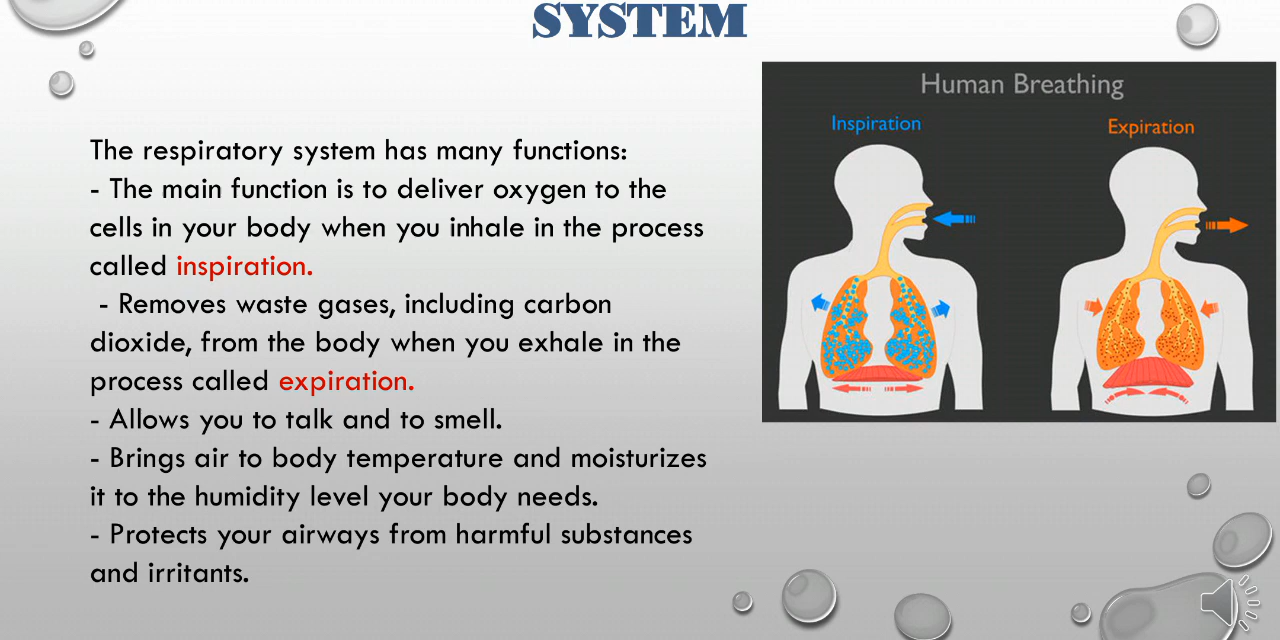 SYSTEM
The respiratory system has many functions:
- The main function is to deliver oxygen to the
cells in your body when you inhale in the process
called inspiration.
- Removes waste gases, including carbon
dioxide, from the body when you exhale in the
process called expiration.
- Allows you to talk and to smell.
- Brings air to body temperature and moisturizes
it to the humidity level your body needs.
- Protects your airways from harmful substances
and irritants.
Human Breathing
Inspiration
Expiration